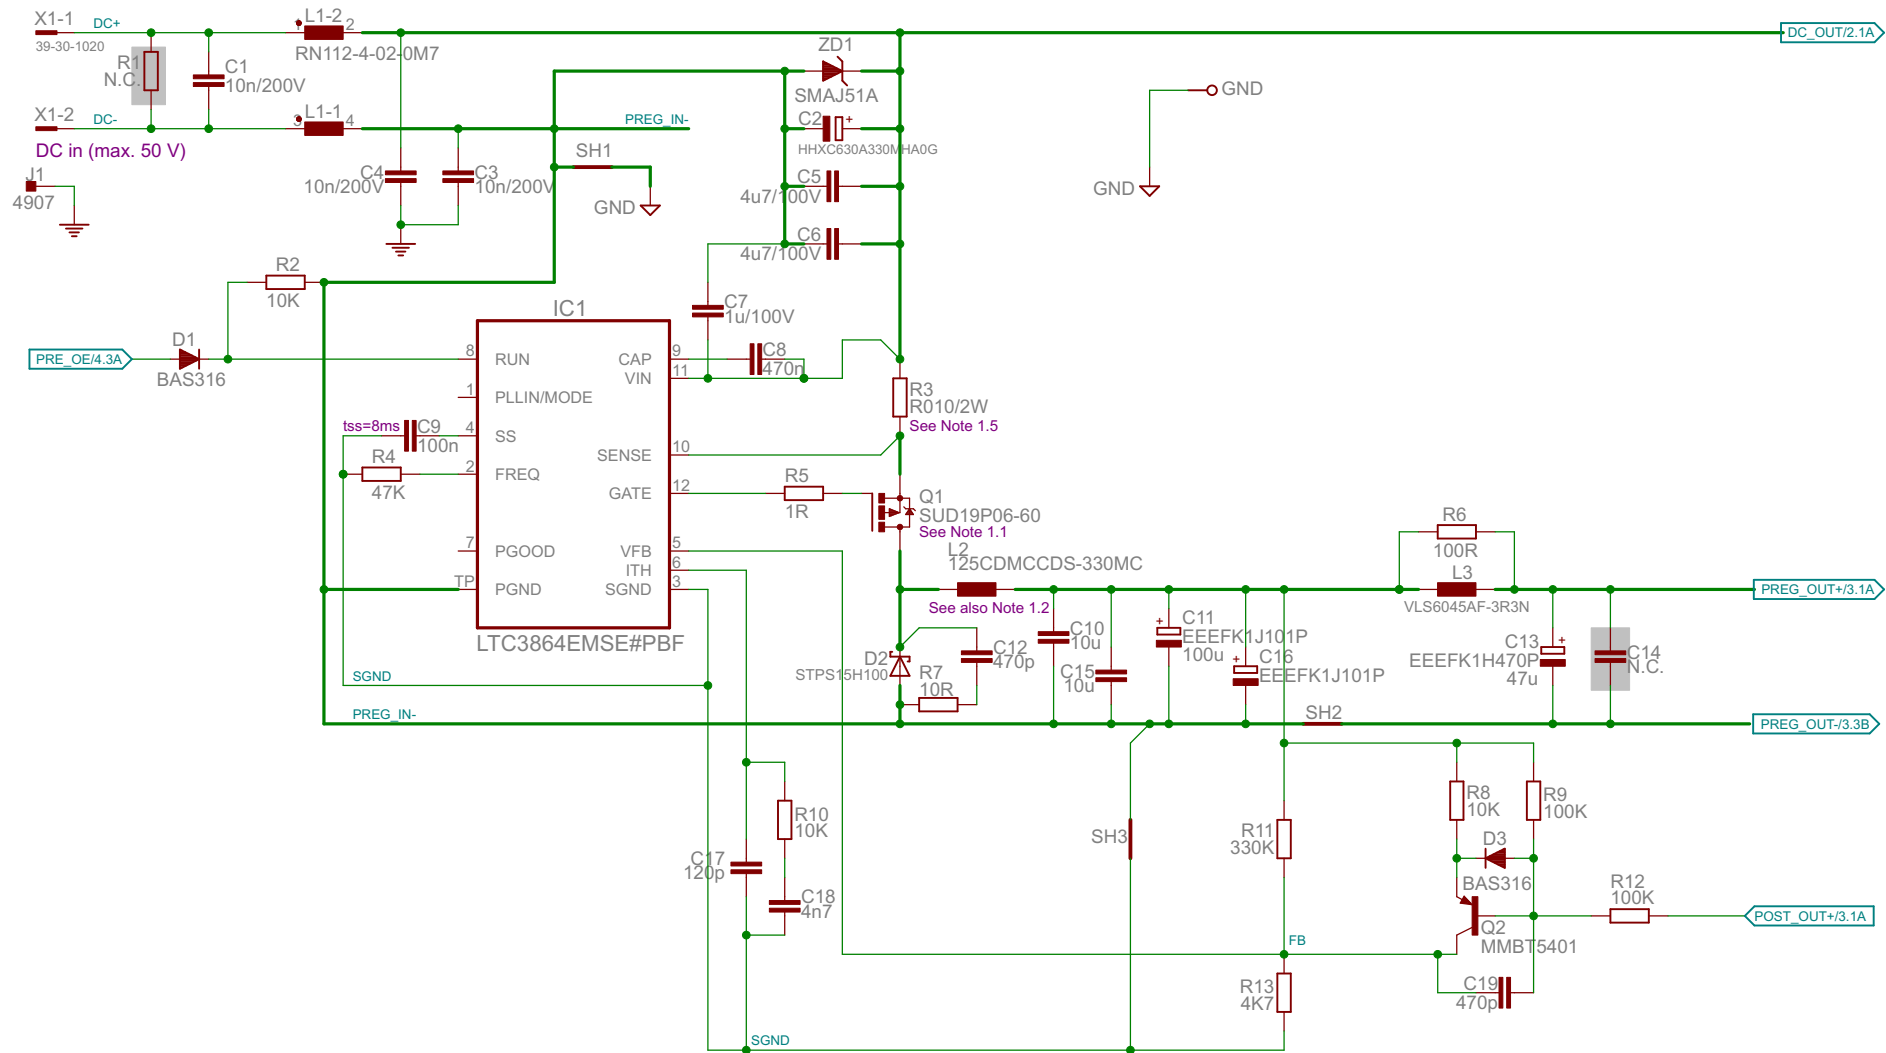 X1-1
DC+
39-30-1020
R1
N.C.
C1
10n/200V
1
L1-2
2
RN112-4-02-0M7
X1-2
DC-
3
L1-1
4
DC in (max. 50 V)
J1
4907
C4
10n/200V
C3
10n/200V
PREG_IN-
SH1
GND
ZD1
SMAJ51A
C2
+
HHXC630A330MHA0G
C5
4u7/100V
C6
4u7/100V
C7
1u/100V
C8
470n
DC_OUT/2.1A
GND
GND
R2
10K
PRE_OE/4.3A
D1
BAS316
IC1
8
RUN
1
PLLIN/MODE
4
SS
2
FREQ
7
PGOOD
TP
PGND
CAP
9
VIN
11
SENSE
10
GATE
12
VFB
5
ITH
6
SGND
3
LTC3864EMSE#PBF
tss=8ms
C9
100n
R4
47K
R3
R010/2W
See Note 1.5
R5
1R
Q1
SUD19P06-60
See Note 1.1
L2
125CDMCCDS-330MC
See also Note 1.2
D2
STPS15H100
R7
10R
C12
470p
C10
10u
C15
10u
+
C11
EEEFK1J101P
100u
+
C16
EEEFK1J101P
R6
100R
L3
VLS6045AF-3R3N
C13
+
EEEFK1H470P
47u
C14
N.C.
PREG_OUT+/3.1A
SGND
PREG_IN-
SH2
PREG_OUT-/3.3B
R10
10K
C17
120p
C18
4n7
SH3
R11
330K
R8
10K
R9
100K
D3
BAS316
R12
100K
POST_OUT+/3.1A
Q2
MMBT5401
FB
R13
4K7
C19
470p
SGND